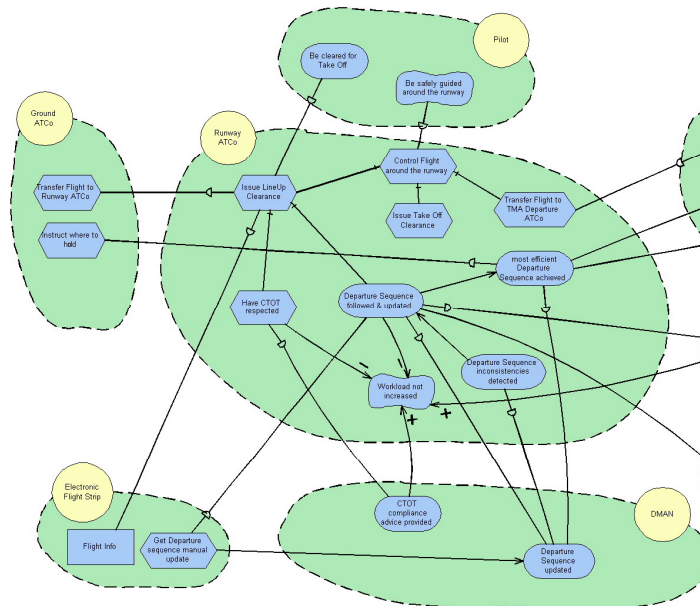 Pilot
Be cleared for
Take Off
Be safely guided
around the runway
Ground
ATCo
Runway
ATCo
Control Flight
around the runway
Transfer Flight to
Runway ATCo
Issue LineUp
Clearance
Transfer Flight to
TMA Departure
ATCo
Issue Take Off
Clearance
Instruct where to
hold
most efficient
Departure
Sequence achieved
Have CTOT
respected
Departure Sequence
followed & updated
Departure Sequence
inconsistencies
detected
–
–
Workload not
increased
+
+
Electronic
Flight Strip
CTOT
compliance
advice provided
DMAN
Flight Info
Get Departure
sequence manual
update
Departure
Sequence
updated